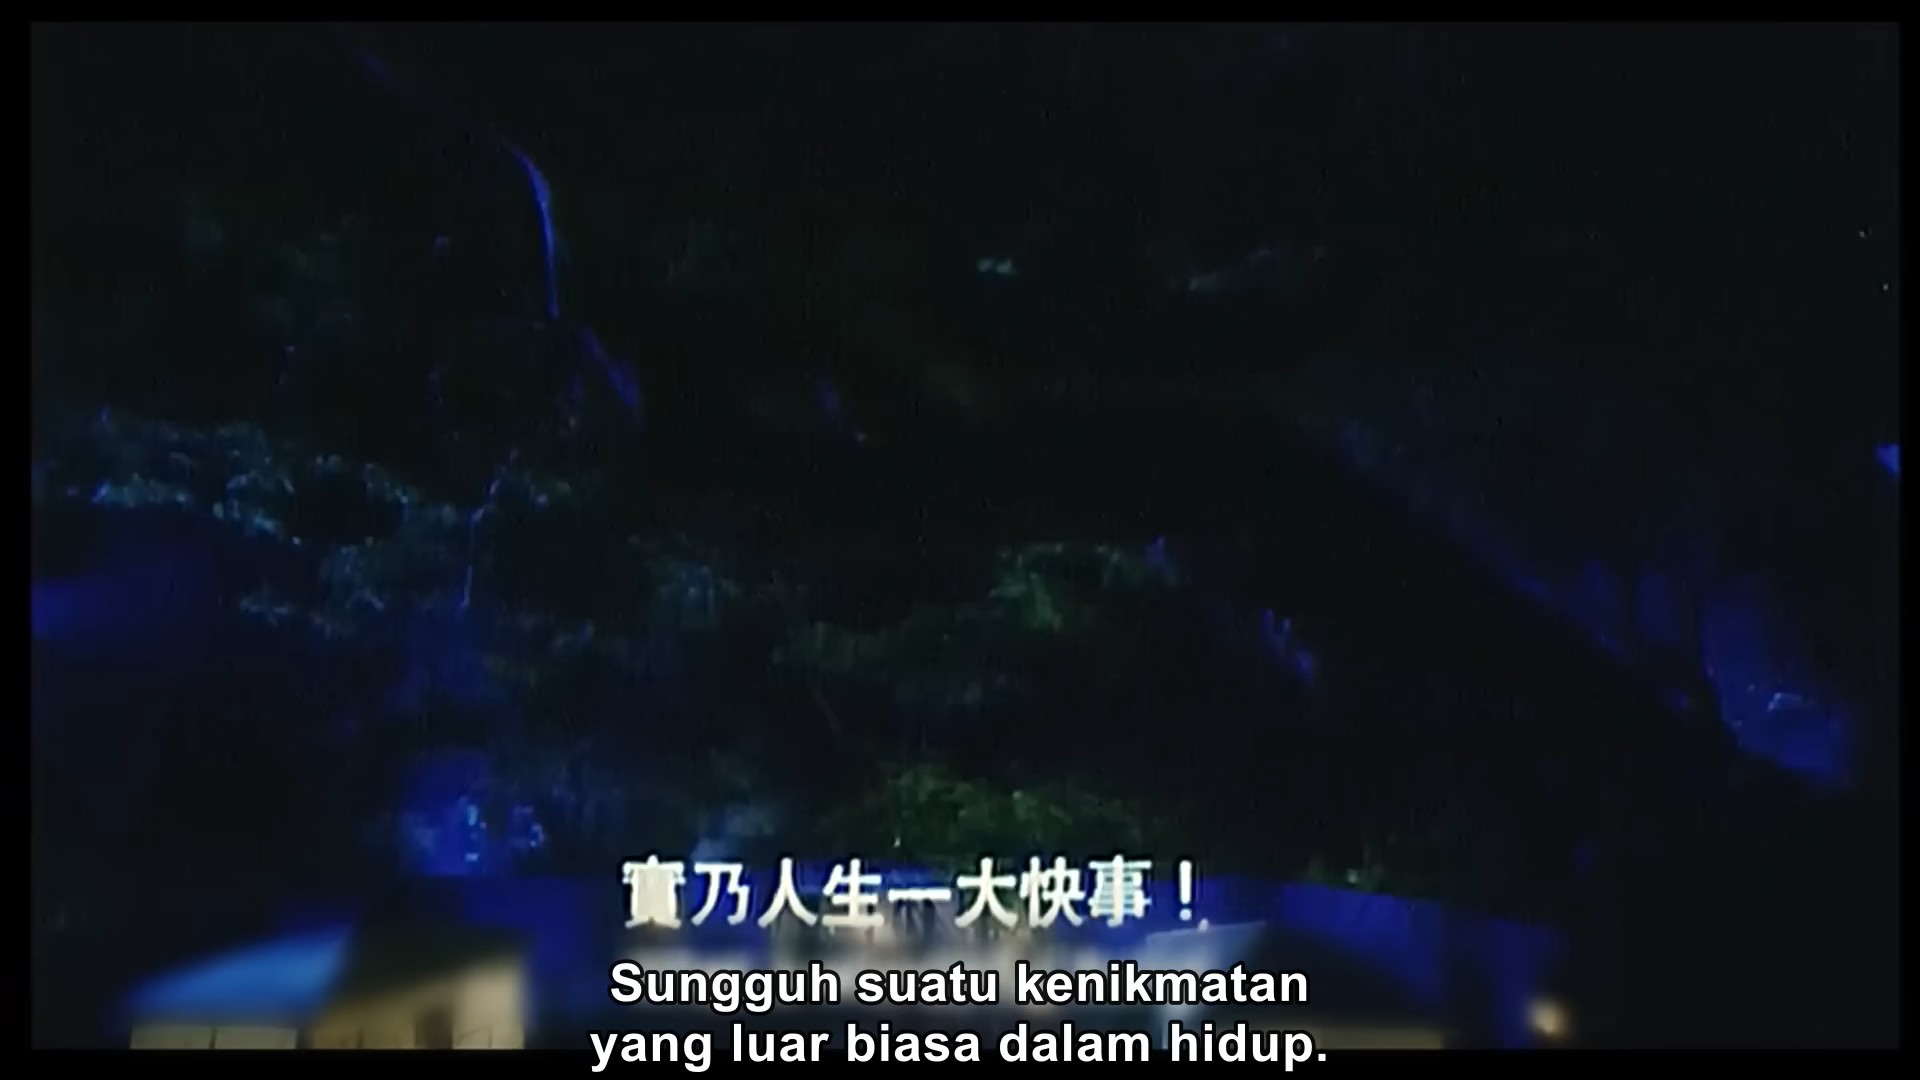 實乃人生一大快事！
Sungguh suatu kenikmatan
yang luar biasa dalam hidup.